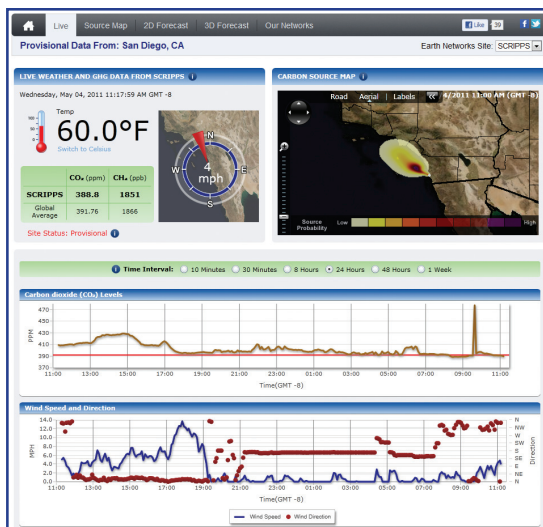 Live Source Map 2D Forecast 3D Forecast Our Networks Like 39
Provisional Data From: San Diego, CA Earth Networks Site: SCRIPPS
LIVE WEATHER AND GHG DATA FROM SCRIPPS
Wednesday, May 04, 2011 11:17:59 AM GMT -8
Temp
100
50
0
60.0°F
Switch to Celsius
N
W E
S
4
mph
CO₂ (ppm) CH₄ (ppb)
SCRIPPS 388.8 1851
Global
Average 391.76 1866
Site Status: Provisional
CARBON SOURCE MAP
Road Aerial | Labels 4/2011 11:00 AM (GMT -8)
Source
Probability Low High
Time Interval: 10 Minutes 30 Minutes 8 Hours 24 Hours 48 Hours 1 Week
Carbon dioxide (CO₂) Levels
PPM
470
450
430
410
390
370
11:00 13:00 15:00 17:00 19:00 21:00 23:00 01:00 03:00 05:00 07:00 09:00 11:00
Time(GMT -8)
Wind Speed and Direction
MPH
14.0
12.0
10.0
8.0
6.0
4.0
2.0
0.0
N
NW
W
SW
S
SE
E
NE
N
Direction
11:00 13:00 15:00 17:00 19:00 21:00 23:00 01:00 03:00 05:00 07:00 09:00 11:00
Time(GMT -8)
Wind Speed Wind Direction